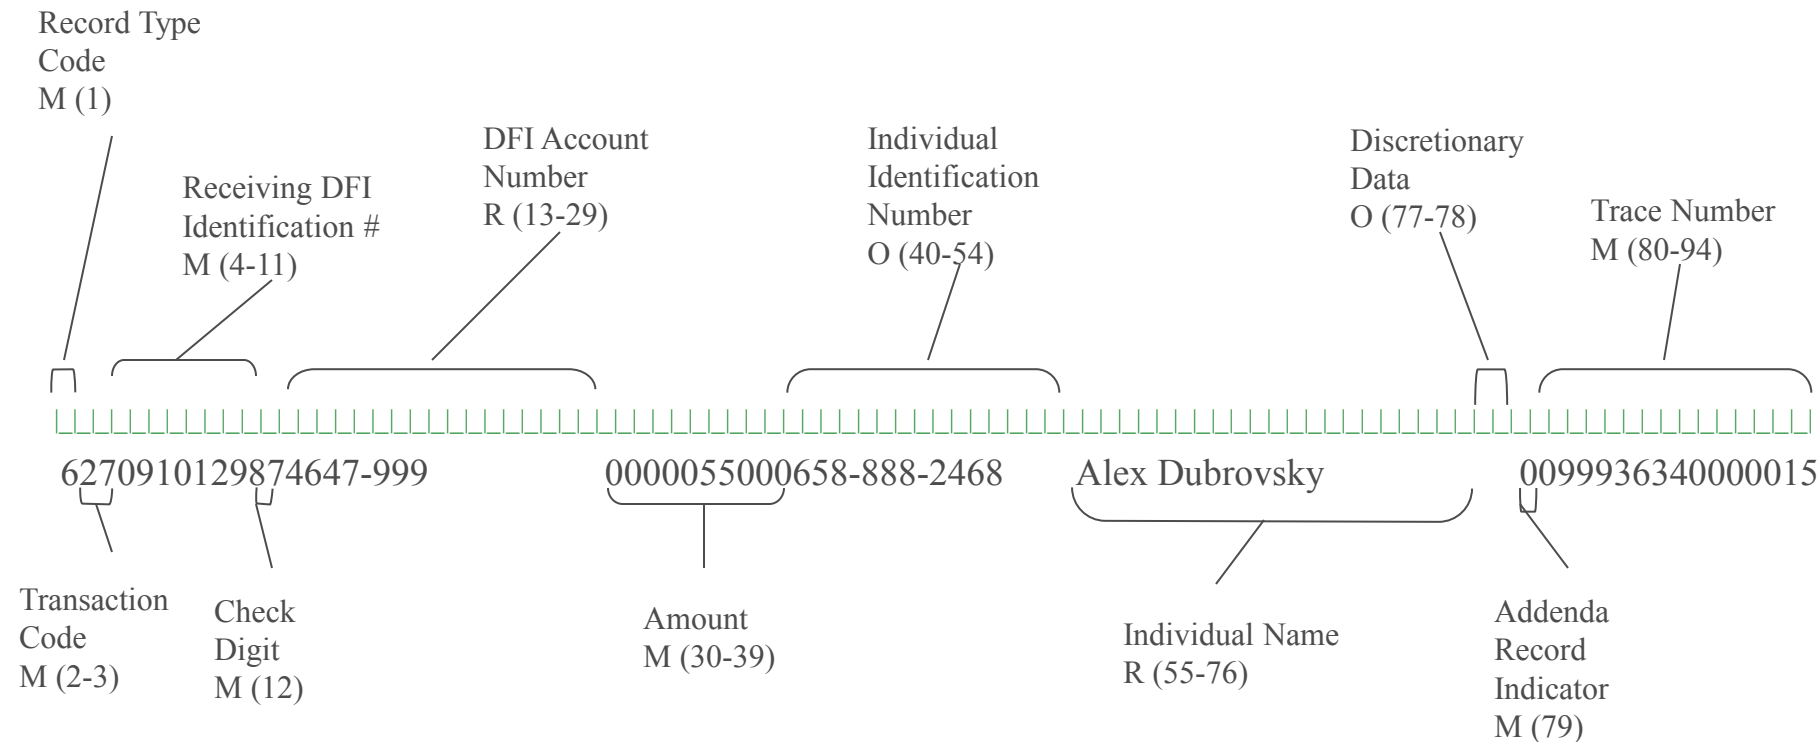 Record Type
Code
M (1)
Receiving DFI
Identification #
M (4-11)
DFI Account
Number
R (13-29)
Individual
Identification
Number
O (40-54)
Discretionary
Data
O (77-78)
Trace Number
M (80-94)
6270910129874647-999 0000055000658-888-2468 Alex Dubrovsky 0099936340000015
Transaction
Code
M (2-3)
Check
Digit
M (12)
Amount
M (30-39)
Individual Name
R (55-76)
Addenda
Record
Indicator
M (79)